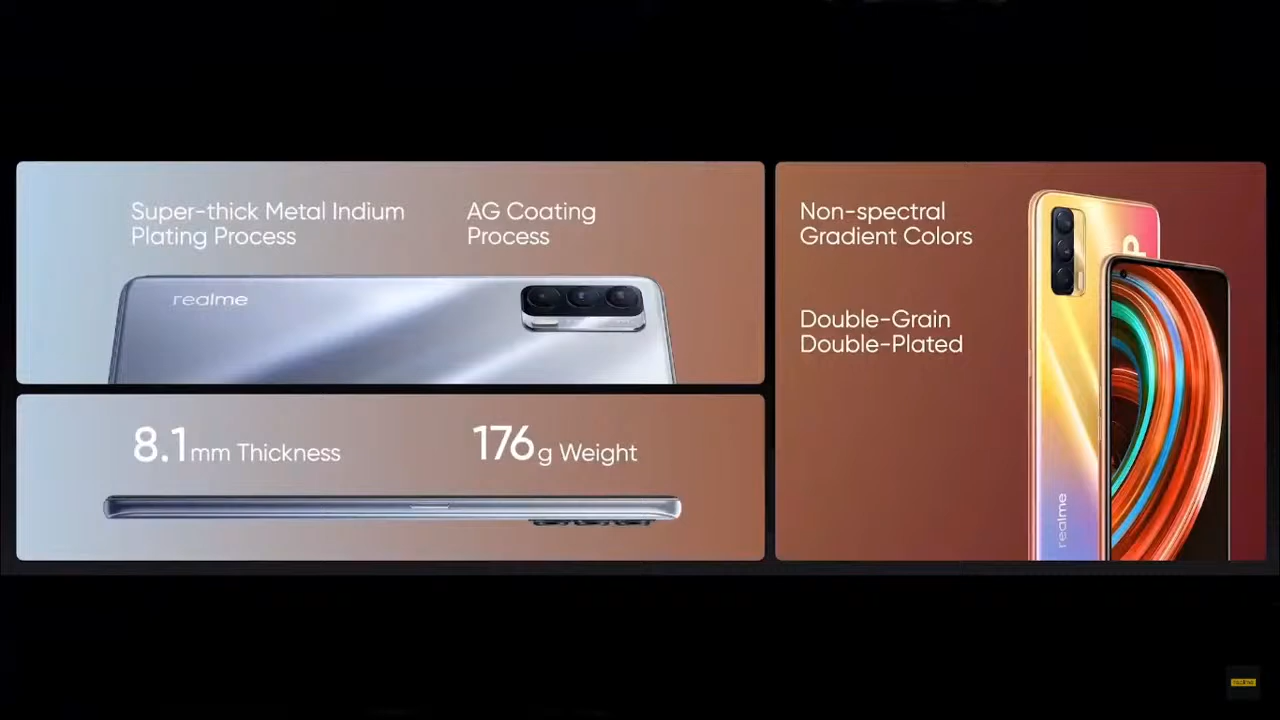 Super-thick Metal Indium
Plating Process
AG Coating
Process
realme
8.1mm Thickness
176g Weight
Non-spectral
Gradient Colors
Double-Grain
Double-Plated
P
realme
realme